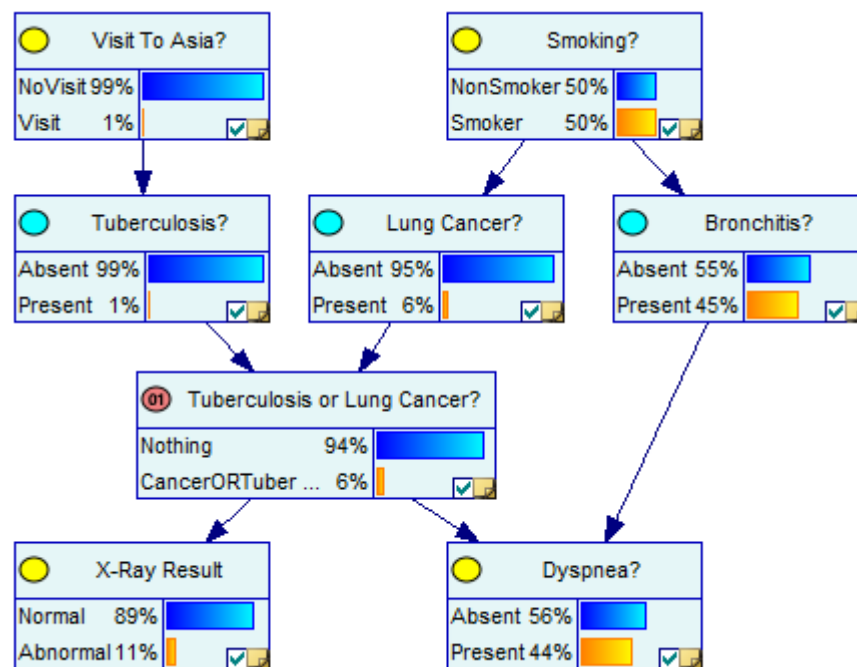 Visit To Asia?
NoVisit 99%
Visit 1%
Smoking?
NonSmoker 50%
Smoker 50%
Tuberculosis?
Absent 99%
Present 1%
Lung Cancer?
Absent 95%
Present 6%
Bronchitis?
Absent 55%
Present 45%
01 Tuberculosis or Lung Cancer?
Nothing 94%
CancerORTuber ... 6%
X-Ray Result
Normal 89%
Abnormal 11%
Dyspnea?
Absent 56%
Present 44%